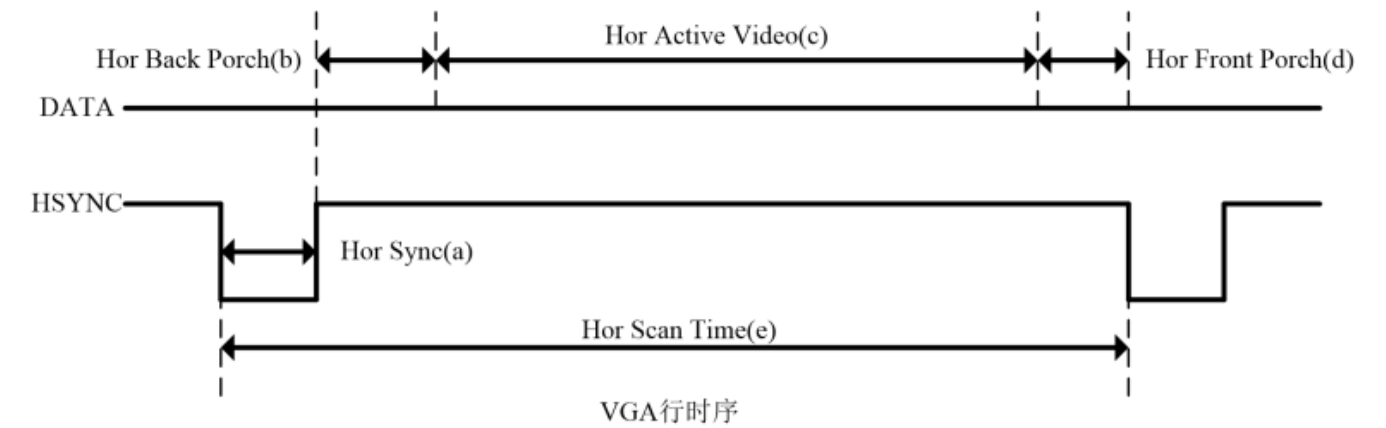 Hor Active Video(c)
Hor Back Porch(b)
Hor Front Porch(d)
DATA
HSYNC
Hor Sync(a)
Hor Scan Time(e)
VGA行时序